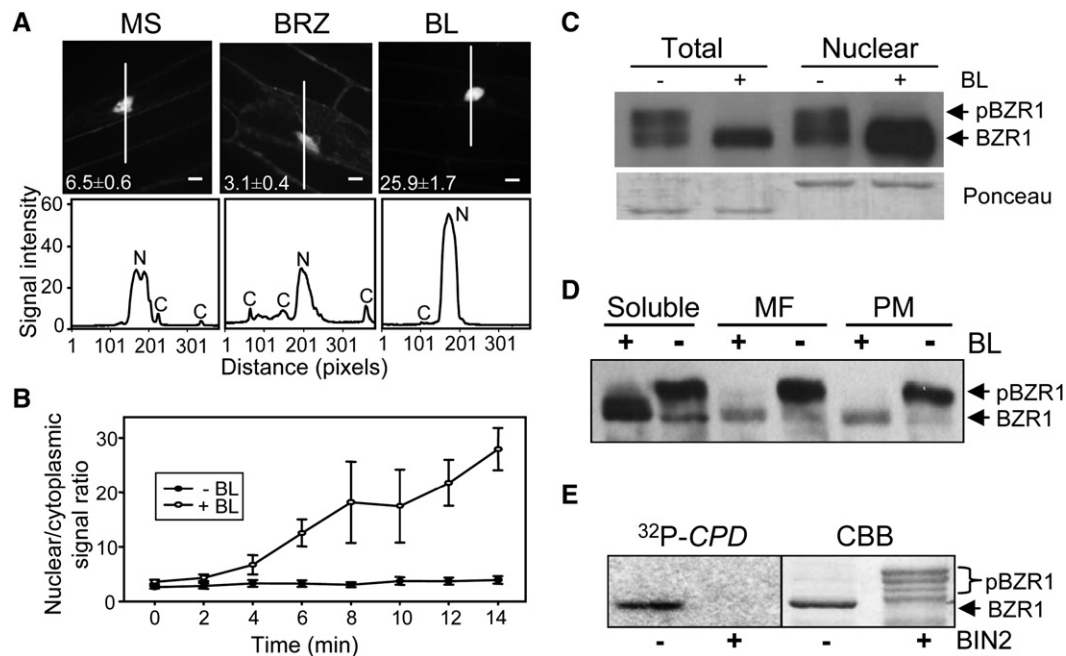 A
MS BRZ BL
6.5±0.6 3.1±0.4 25.9±1.7
Signal intensity
60
40
20
0
N C C
C C N C
C N
1 101 201 301 1 101 201 301 1 101 201 301
Distance (pixels)
B
Nuclear/cytoplasmic
signal ratio
30
20
10
0
- BL
+ BL
0 2 4 6 8 10 12 14
Time (min)
C
Total Nuclear
- + - + BL
pBZR1
BZR1
Ponceau
D
Soluble MF PM
+ - + - + - BL
pBZR1
BZR1
E
³²P-CPD CBB
pBZR1
BZR1
- + - + BIN2